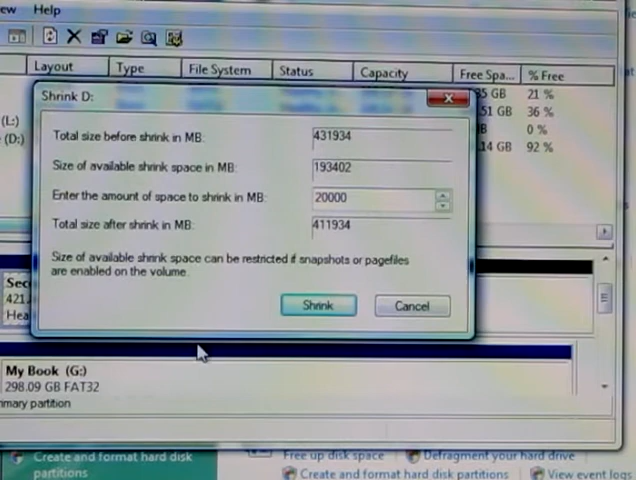 ew Help
Layout Type File System Status Capacity Free Spa... % Free
Shrink D:
35 GB 21 %
(L:) .51 GB 36 %
(D:) B 0 %
.14 GB 92 %
Total size before shrink in MB: 431934
Size of available shrink space in MB: 193402
Enter the amount of space to shrink in MB: 20000
Total size after shrink in MB: 411934
Size of available shrink space can be restricted if snapshots or pagefiles
are enabled on the volume.
Shrink Cancel
Sec
421.
Hea
My Book (G:)
298.09 GB FAT32
imary partition
Create and format hard disk
partitions
Free up disk space Defragment your hard drive
Create and format hard disk partitions View event logs